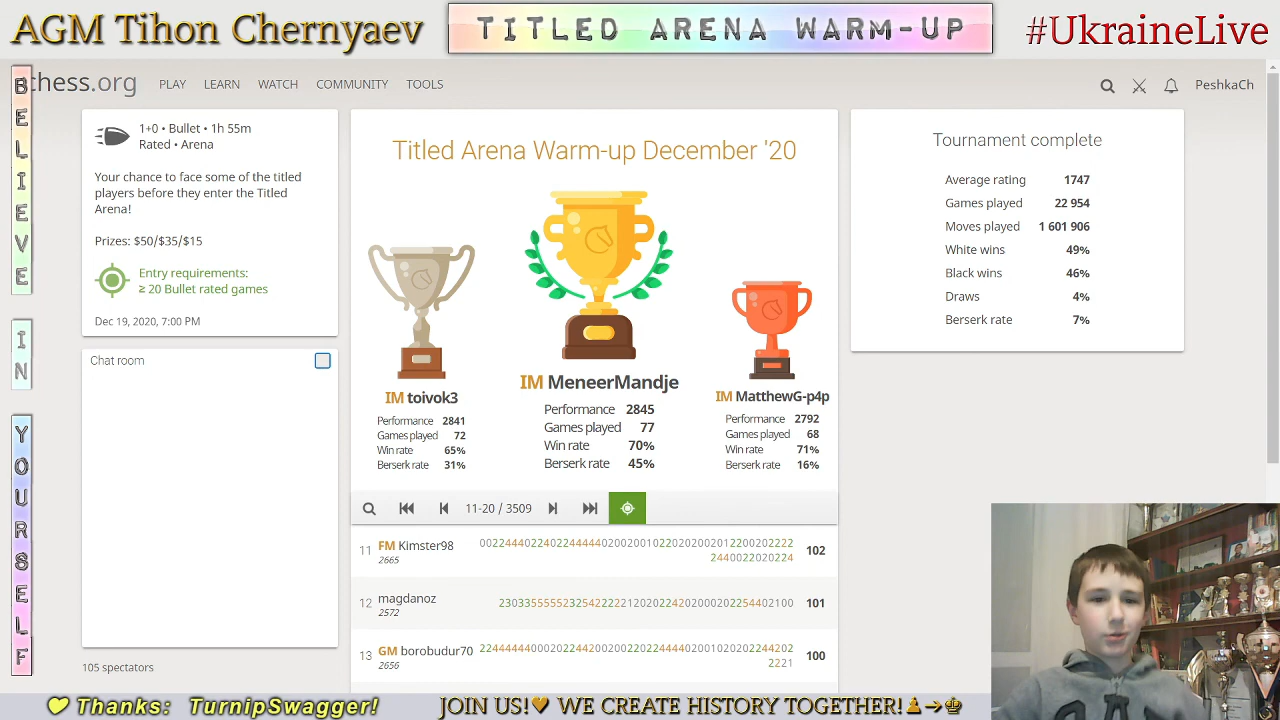 AGM Tihon Chernyaev
TITLED ARENA WARM-UP
#UkraineLive
BELIEVE
IN
YOURSELF
chess.org
PLAY LEARN WATCH COMMUNITY TOOLS
PeshkaCh
1+0 • Bullet • 1h 55m
Rated • Arena
Your chance to face some of the titled
players before they enter the Titled
Arena!
Prizes: $50/$35/$15
Entry requirements:
≥ 20 Bullet rated games
Dec 19, 2020, 7:00 PM
Chat room
105 spectators
Titled Arena Warm-up December '20
IM toivok3
Performance 2841
Games played 72
Win rate 65%
Berserk rate 31%
IM MeneerMandje
Performance 2845
Games played 77
Win rate 70%
Berserk rate 45%
IM MatthewG-p4p
Performance 2792
Games played 68
Win rate 71%
Berserk rate 16%
11-20 / 3509
11 FM Kimster98 102
2665
12 magdanoz 23033555555232542222212020224202000202254402100 101
2572
13 GM borobudur70 100
2656
2221
Tournament complete
Average rating 1747
Games played 22 954
Moves played 1 601 906
White wins 49%
Black wins 46%
Draws 4%
Berserk rate 7%
Thanks: TurnipSwagger!
JOIN US! WE CREATE HISTORY TOGETHER!